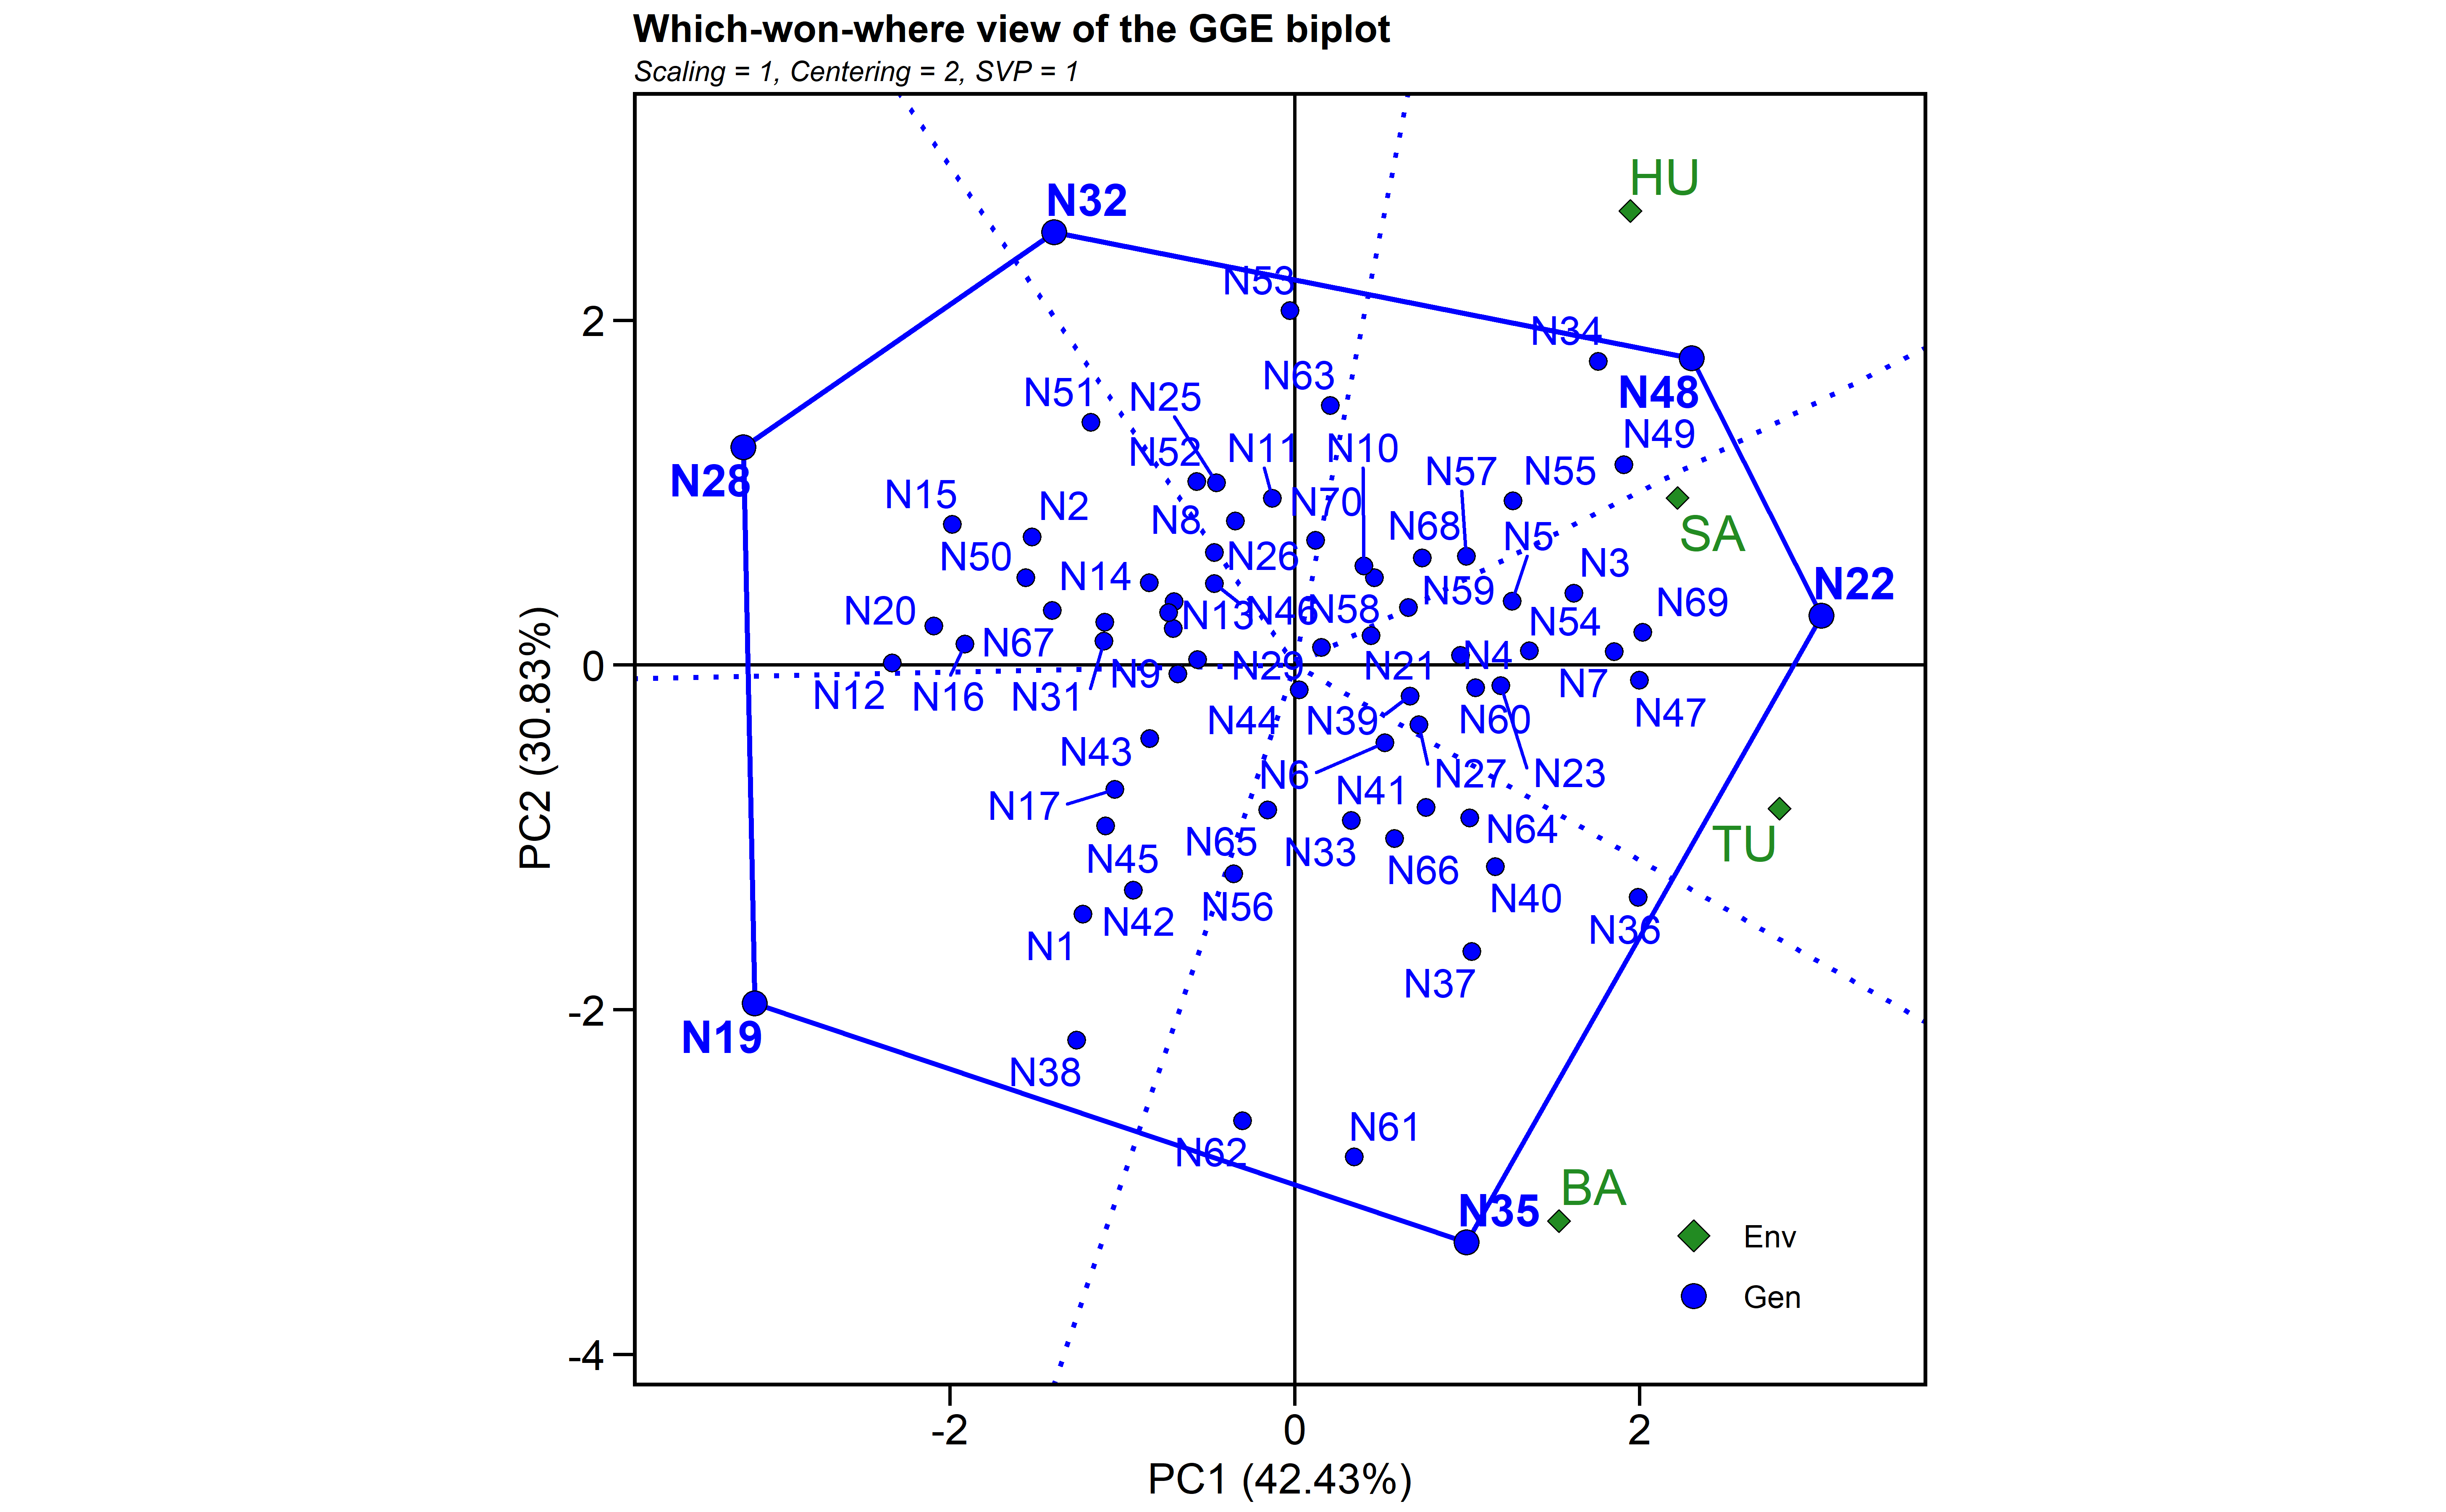 Which-won-where view of the GGE biplot
Scaling = 1, Centering = 2, SVP = 1
HU
N32
N53
N34
2
N63
N48
N51
N25
N49
N52
N11
N10
N28
N57
N55
N15
N2
N70
N8
N68
N5
SA
N50
N14
N26
N59
N3
N22
N20
N13
N46
N58
N54
N69
N67
0
N12
N16
N31
N9
N29
N21
N4
N7
N47
N44
N39
N60
N43
N6
N27
N23
N17
N41
N45
N65
N33
N64
TU
N66
N42
N56
N40
N1
N36
N37
-2
N19
N38
N61
N62
BA
N35
Env
Gen
-4
-2
0
2
PC1 (42.43%)
PC2 (30.83%)